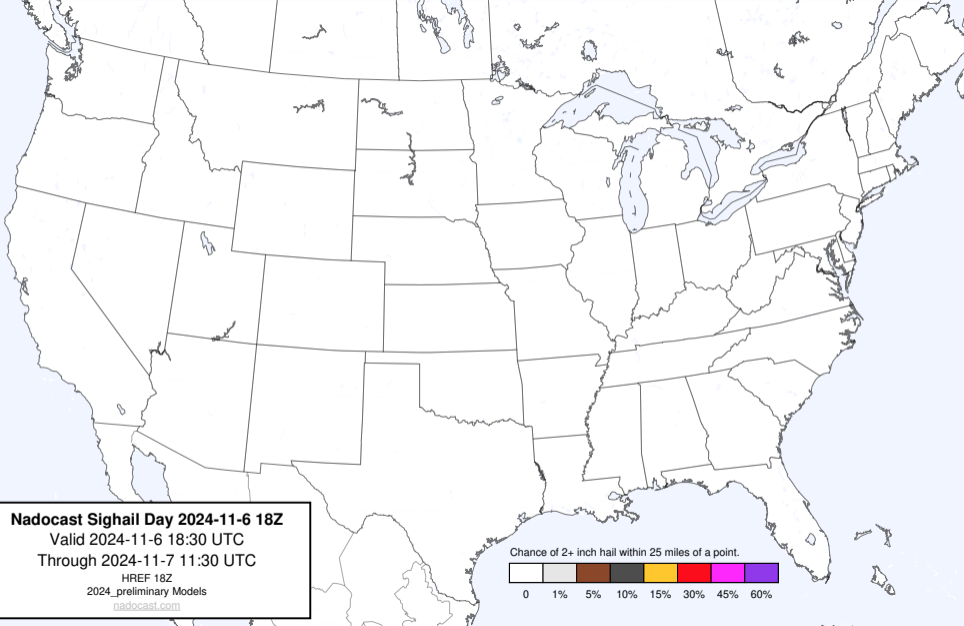 Nadocast Sighail Day 2024-11-6 18Z
Valid 2024-11-6 18:30 UTC
Through 2024-11-7 11:30 UTC
HREF 18Z
2024_preliminary Models
nadocast.com
Chance of 2+ inch hail within 25 miles of a point.
0 1% 5% 10% 15% 30% 45% 60%